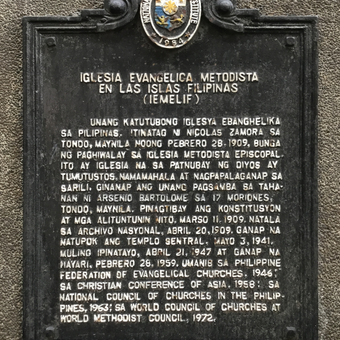 1984
IGLESIA EVANGELICA METODISTA
EN LAS ISLAS FILIPINAS
(IEMELIF)
UNANG KATUTUBONG IGLESYA EBANGHELIKA
SA PILIPINAS. ITINATAG NI NICOLAS ZAMORA SA
TONDO, MAYNILA NOONG PEBRERO 28, 1909, BUNGA
NG PAGHIWALAY SA IGLESIA METODISTA EPISCOPAL.
ITO AY IGLESIA NA SA PATNUBAY NG DIYOS AY
TUMUTUSTOS, NAMAMAHALA AT NAGPAPALAGANAP SA
SARILI. GINANAP ANG UNANG PAGSAMBA SA TAHA-
NAN NI ARSENIO BARTOLOME SA 17 MORIONES,
TONDO, MAYNILA. PINAGTIBAY ANG KONSTITUSYON
AT MGA ALITUNTUNIN NITO, MARSO 11, 1909. NATALA
SA ARCHIVO NASYONAL, ABRIL 20, 1909. GANAP NA
NATUPOK ANG TEMPLO SENTRAL, MAYO 3, 1941.
MULING IPINATAYO, ABRIL 21, 1947 AT GANAP NA
NAYARI, PEBRERO 28, 1959. UMANIB SA PHILIPPINE
FEDERATION OF EVANGELICAL CHURCHES, 1946;
SA CHRISTIAN CONFERENCE OF ASIA, 1958; SA
NATIONAL COUNCIL OF CHURCHES IN THE PHILIP-
PINES, 1963; SA WORLD COUNCIL OF CHURCHES AT
WORLD METHODIST COUNCIL, 1972.